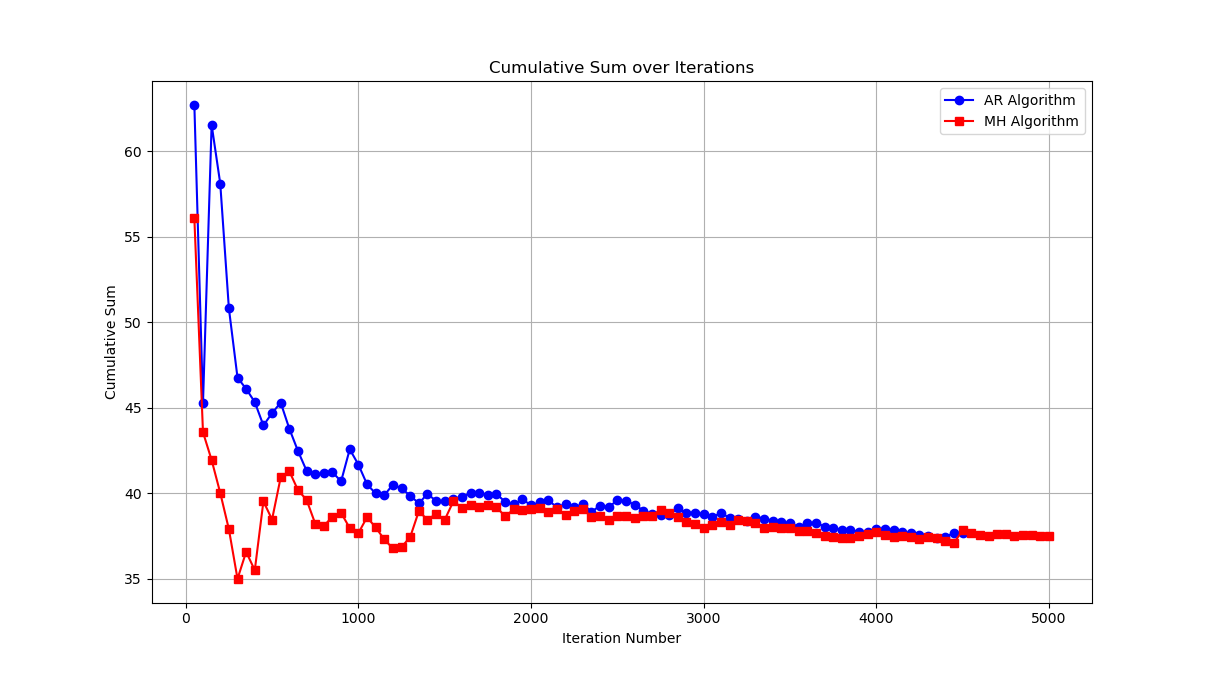 Cumulative Sum over Iterations
AR Algorithm
MH Algorithm
Cumulative Sum
60
55
50
45
40
35
0 1000 2000 3000 4000 5000
Iteration Number